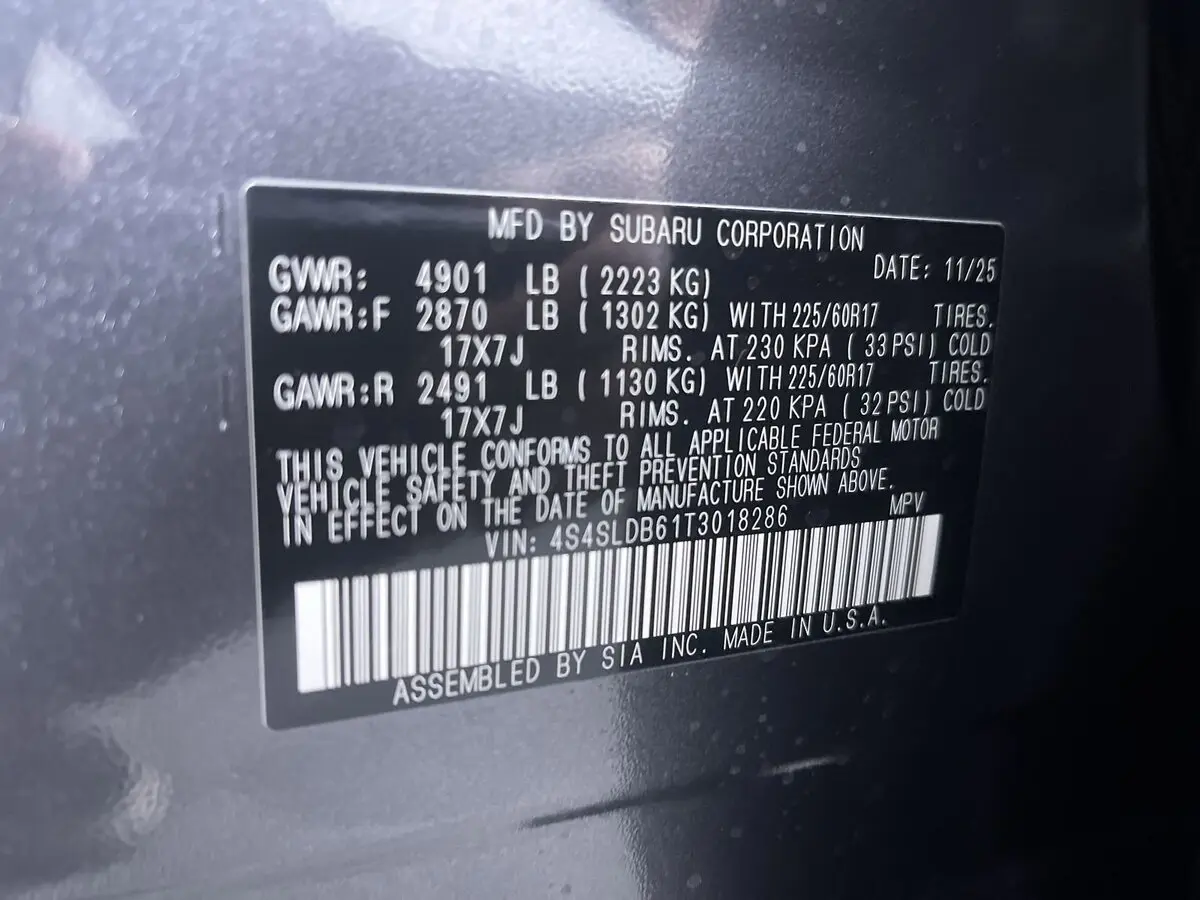 MFD BY SUBARU CORPORATION
DATE: 11/25
GVWR: 4901 LB ( 2223 KG)
GAWR:F 2870 LB ( 1302 KG) WITH 225/60R17 TIRES.
17X7J RIMS. AT 230 KPA ( 33 PSI) COLD
GAWR:R 2491 LB ( 1130 KG) WITH 225/60R17 TIRES.
17X7J RIMS. AT 220 KPA ( 32 PSI) COLD
THIS VEHICLE CONFORMS TO ALL APPLICABLE FEDERAL MOTOR
VEHICLE SAFETY AND THEFT PREVENTION STANDARDS
IN EFFECT ON THE DATE OF MANUFACTURE SHOWN ABOVE.
VIN: 4S4SLDB61T3018286 MPV
ASSEMBLED BY SIA INC. MADE IN U.S.A.